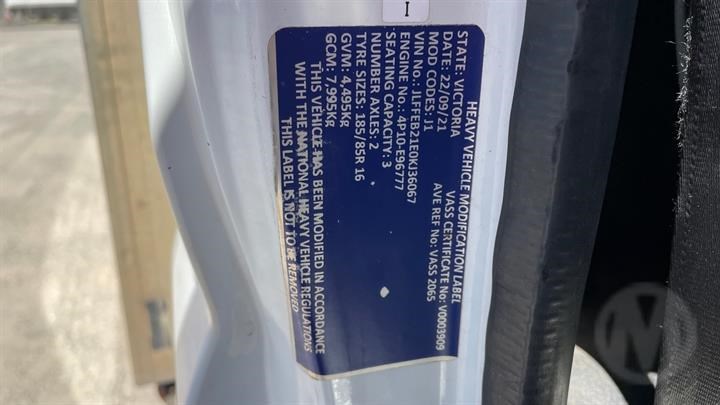 HEAVY VEHICLE MODIFICATION LABEL
STATE: VICTORIA VASS CERTIFICATE No: V0003909
DATE: 22/09/21 AVE REF No: VASS 2065
MOD CODES: J1
VIN No: JLFFEB21E0KJ36067
ENGINE No: 4P10-E96777
SEATING CAPACITY: 3
NUMBER AXLES: 2
TYRE SIZES: 185/85R 16
GVM: 4,495Kg
GCM: 7,995Kg
THIS VEHICLE HAS BEEN MODIFIED IN ACCORDANCE
WITH THE NATIONAL HEAVY VEHICLE REGULATIONS
THIS LABEL IS NOT TO BE REMOVED
I
M